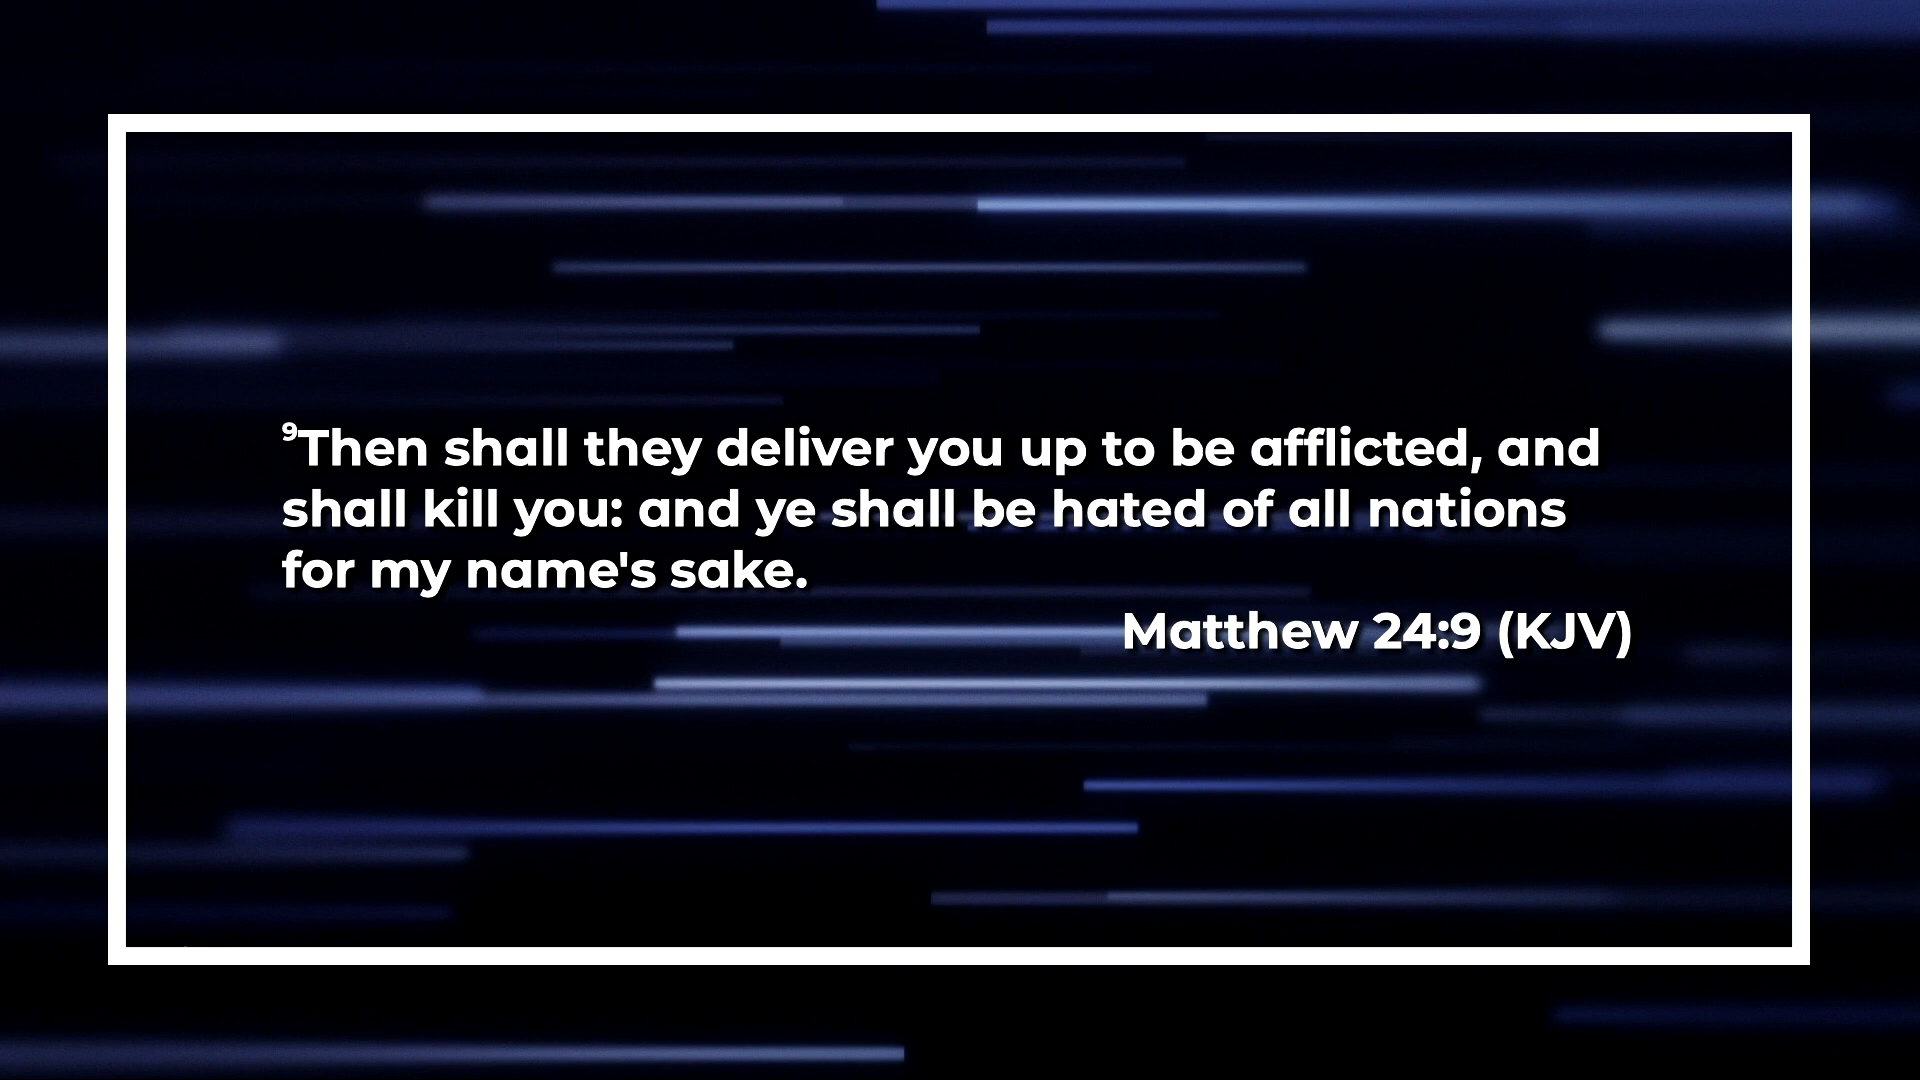 ⁹Then shall they deliver you up to be afflicted, and
shall kill you: and ye shall be hated of all nations
for my name's sake.
Matthew 24:9 (KJV)